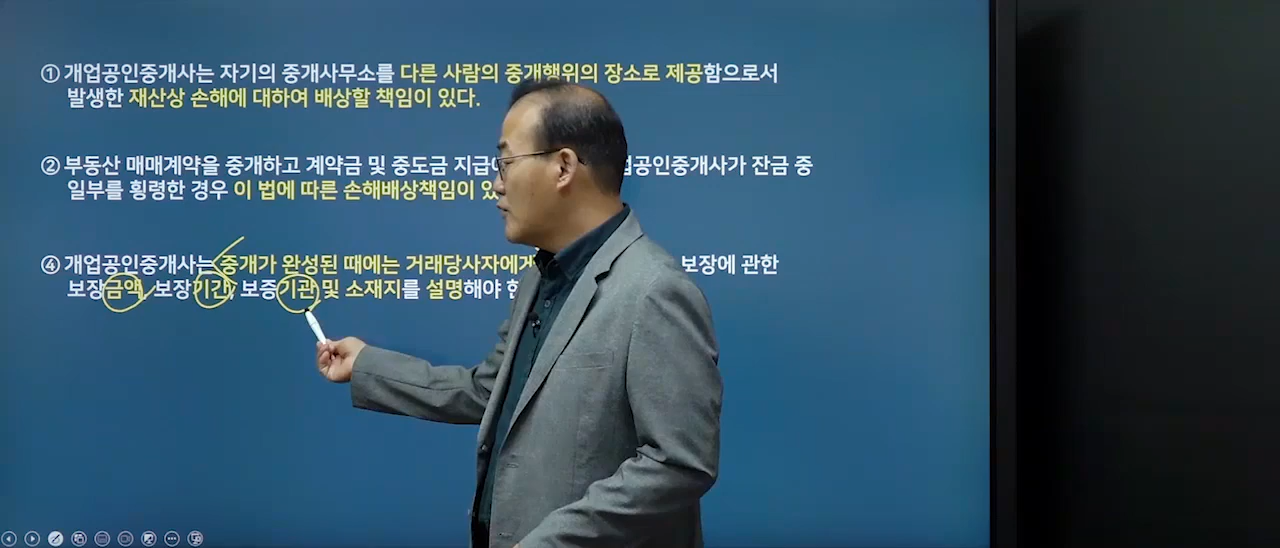 ① 개업공인중개사는 자기의 중개사무소를 다른 사람의 중개행위의 장소로 제공함으로서
발생한 재산상 손해에 대하여 배상할 책임이 있다.
② 부동산 매매계약을 중개하고 계약금 및 중도금 지급에 공인중개사가 잔금 중
일부를 횡령한 경우 이 법에 따른 손해배상책임이
④ 개업공인중개사는 중개가 완성된 때에는 거래당사자에게 보장에 관한
보장금액, 보장기간, 보증기관 및 소재지를 설명해야